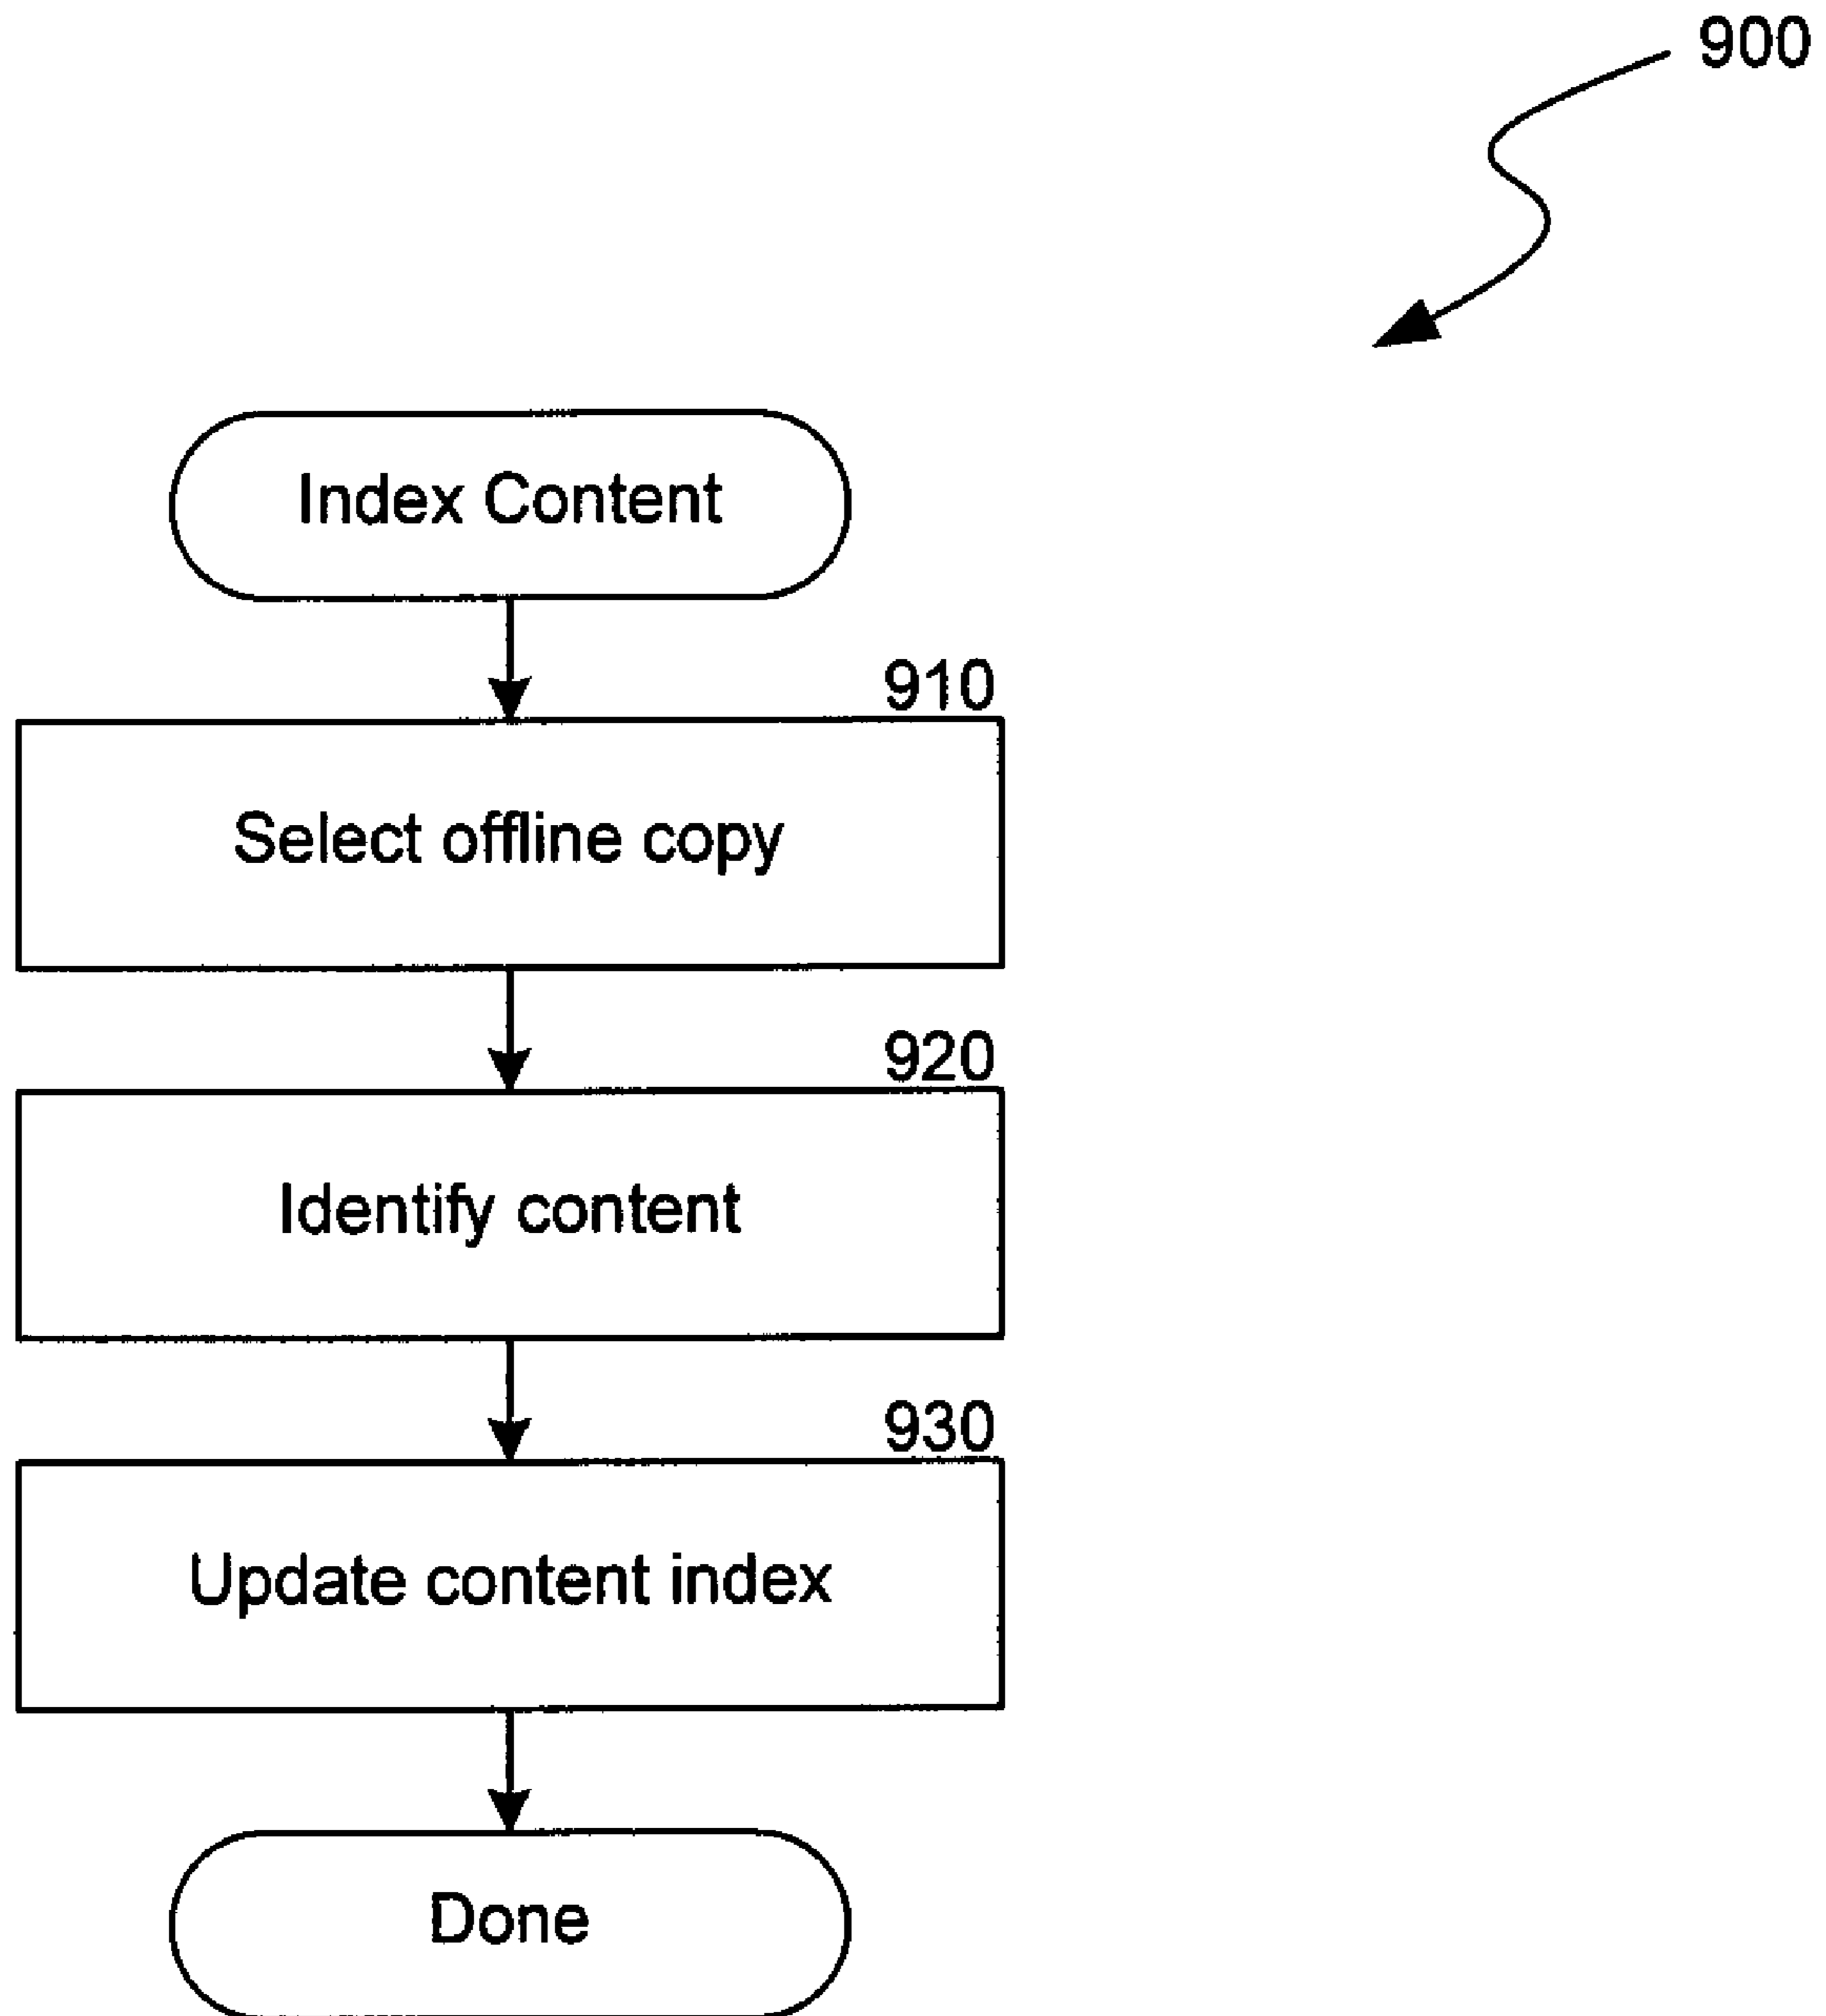 900
Index Content
910
Select offline copy
920
Identify content
930
Update content index
Done